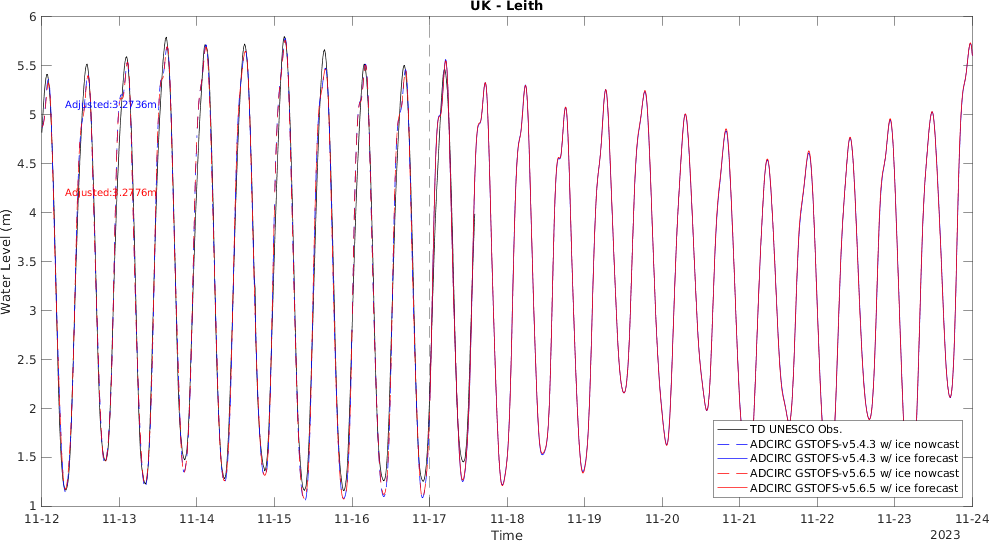 UK - Leith
6
5.5
5
4.5
4
3.5
3
2.5
2
1.5
1
Water Level (m)
Adjusted:3.2736m
Adjusted:3.2776m
TD UNESCO Obs.
ADCIRC GSTOFS-v5.4.3 w/ ice nowcast
ADCIRC GSTOFS-v5.4.3 w/ ice forecast
ADCIRC GSTOFS-v5.6.5 w/ ice nowcast
ADCIRC GSTOFS-v5.6.5 w/ ice forecast
11-12 11-13 11-14 11-15 11-16 11-17 11-18 11-19 11-20 11-21 11-22 11-23 11-24
Time
2023